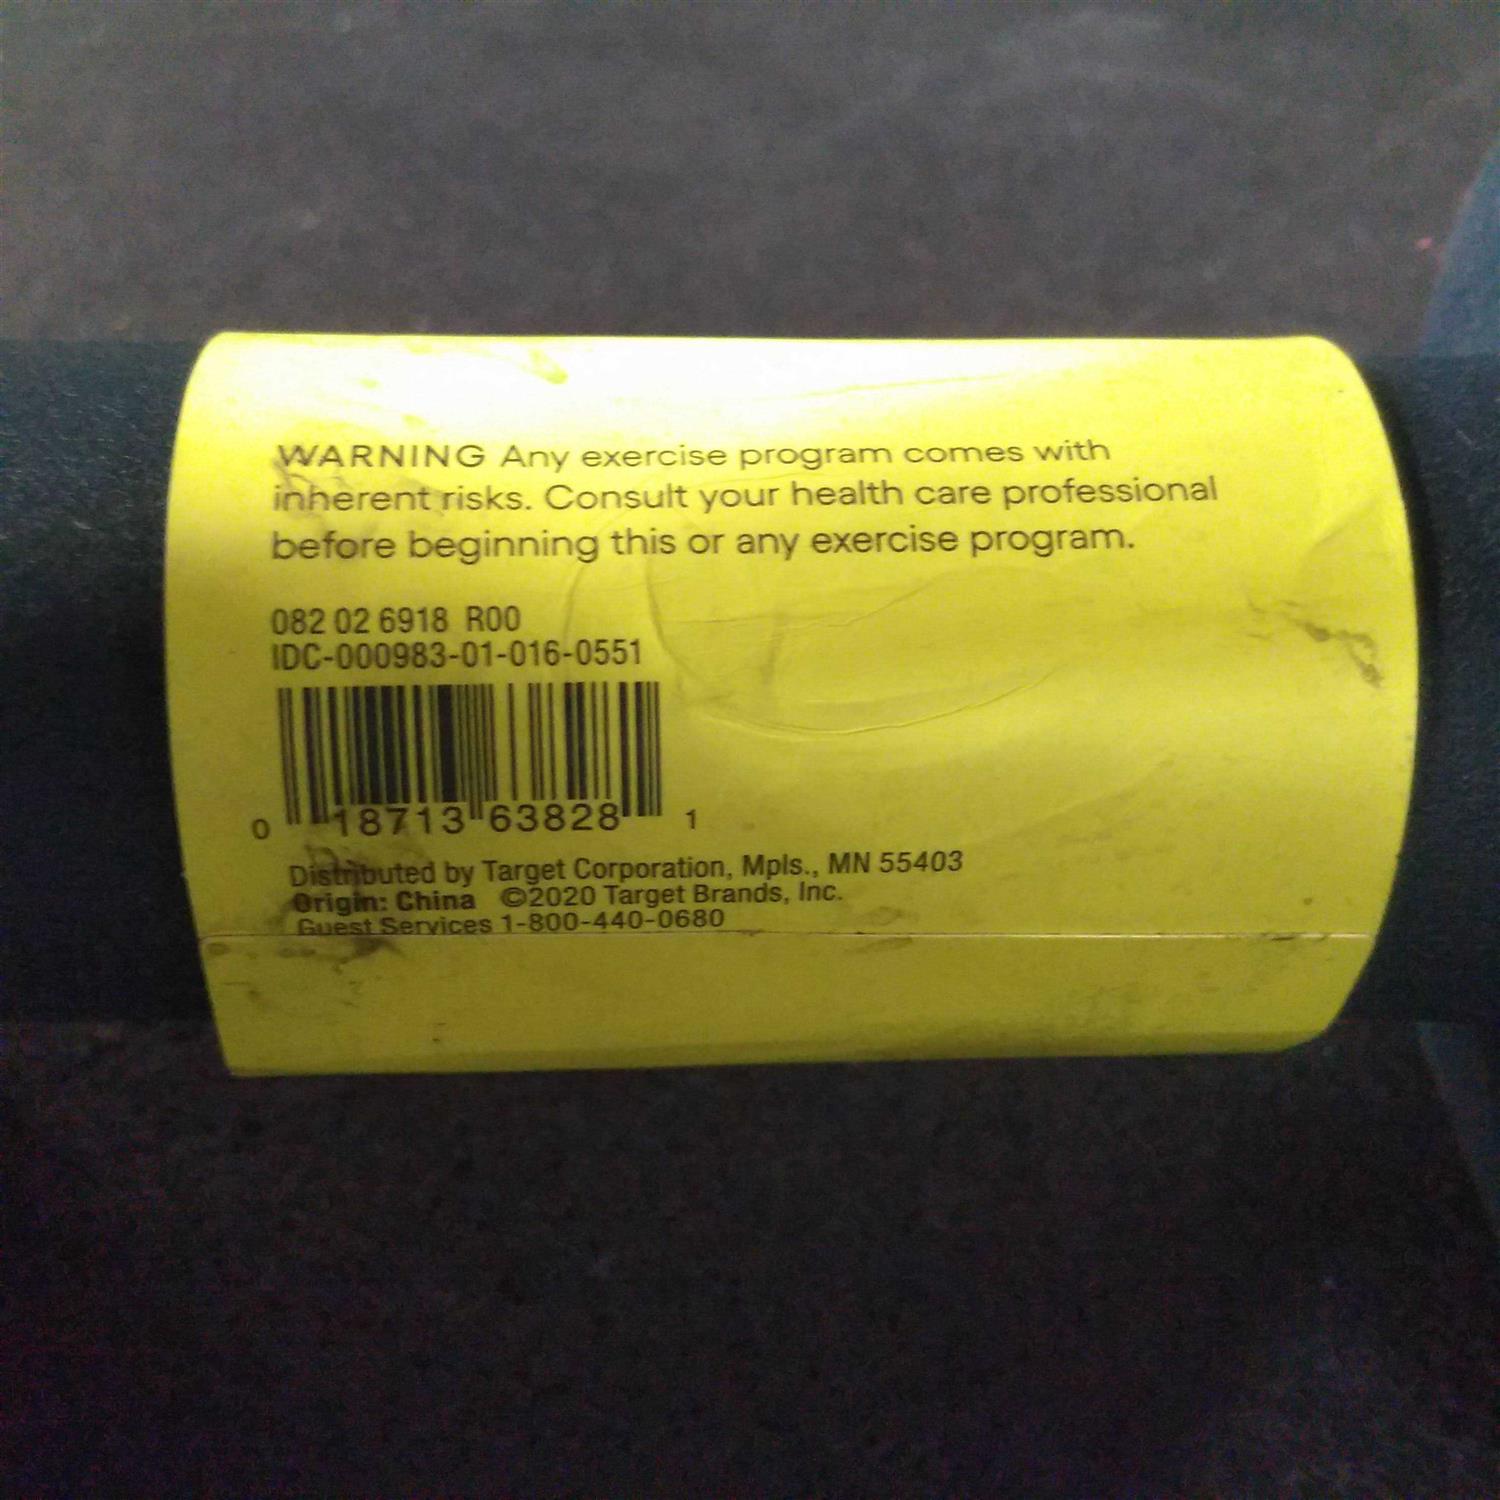 WARNING Any exercise program comes with
inherent risks. Consult your health care professional
before beginning this or any exercise program.
082 02 6918 R00
IDC-000983-01-016-0551
0 18713 63828 1
Distributed by Target Corporation, Mpls., MN 55403
Origin: China ©2020 Target Brands, Inc.
Guest Services 1-800-440-0680